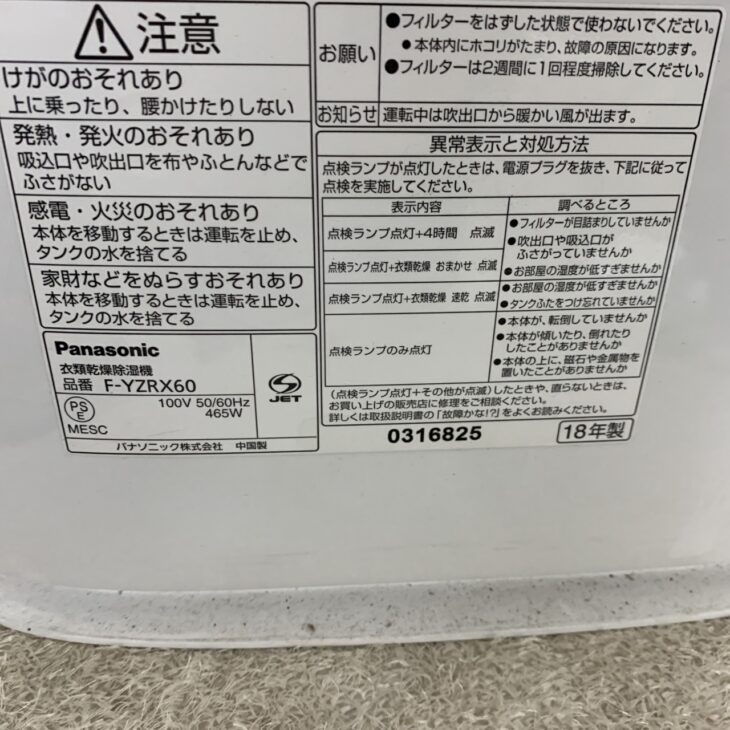 注意
けがのおそれあり
上に乗ったり、腰かけたりしない
発熱・発火のおそれあり
吸込口や吹出口を布やふとんなどで
ふさがない
感電・火災のおそれあり
本体を移動するときは運転を止め、
タンクの水を捨てる
家財などをぬらすおそれあり
本体を移動するときは運転を止め、
タンクの水を捨てる
Panasonic
衣類乾燥除湿機
品番 F-YZRX60
100V 50/60Hz
465W
PS
E
MESC
JET
パナソニック株式会社 中国製
お願い
●フィルターをはずした状態で使わないでください。
●本体内にホコリがたまり、故障の原因になります。
●フィルターは2週間に1回程度掃除してください。
お知らせ 運転中は吹出口から暖かい風が出ます。
異常表示と対処方法
点検ランプが点灯したときは、電源プラグを抜き、下記に従って
点検を実施してください。
表示内容 調べるところ
点検ランプ点灯+4時間 点滅
●フィルターが目詰まりしていませんか
●吹出口や吸込口が
ふさがっていませんか
点検ランプ点灯+衣類乾燥 おまかせ 点滅
●お部屋の湿度が低すぎませんか
点検ランプ点灯+衣類乾燥 速乾 点滅
●お部屋の湿度が低すぎませんか
●タンクふたをつけ忘れていませんか
点検ランプのみ点灯
●本体が、転倒していませんか
●本体が傾いたり、倒れたり
したことがありませんか
●本体の上に、磁石や金属物を
置いていませんか
(点検ランプ点灯+その他が点滅)したときや、直らないときは、
お買い上げの販売店に修理をご相談ください。
詳しくは取扱説明書の「故障かな!?」をよくお読みください。
0316825
18年製